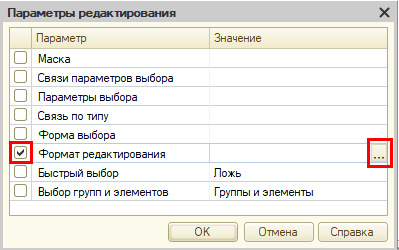 Параметры редактирования
Параметр Значение
Маска
Связи параметров выбора
Параметры выбора
Связь по типу
Форма выбора
Формат редактирования ...
Быстрый выбор Ложь
Выбор групп и элементов Группы и элементы
OK Отмена Справка